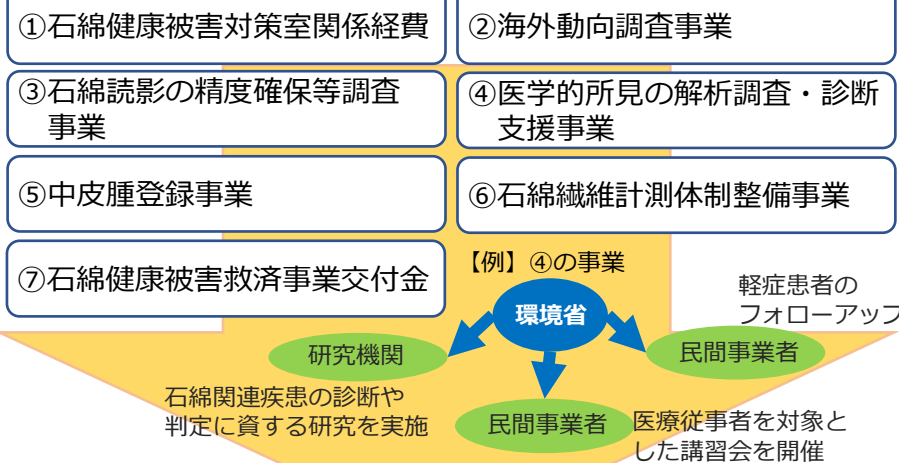 ①石綿健康被害対策室関係経費
②海外動向調査事業
③石綿読影の精度確保等調査
事業
④医学的所見の解析調査・診断
支援事業
⑤中皮腫登録事業
⑥石綿繊維計測体制整備事業
⑦石綿健康被害救済事業交付金
【例】④の事業
環境省
軽症患者の
フォローアップ
研究機関
民間事業者
石綿関連疾患の診断や
判定に資する研究を実施
民間事業者
医療従事者を対象と
した講習会を開催